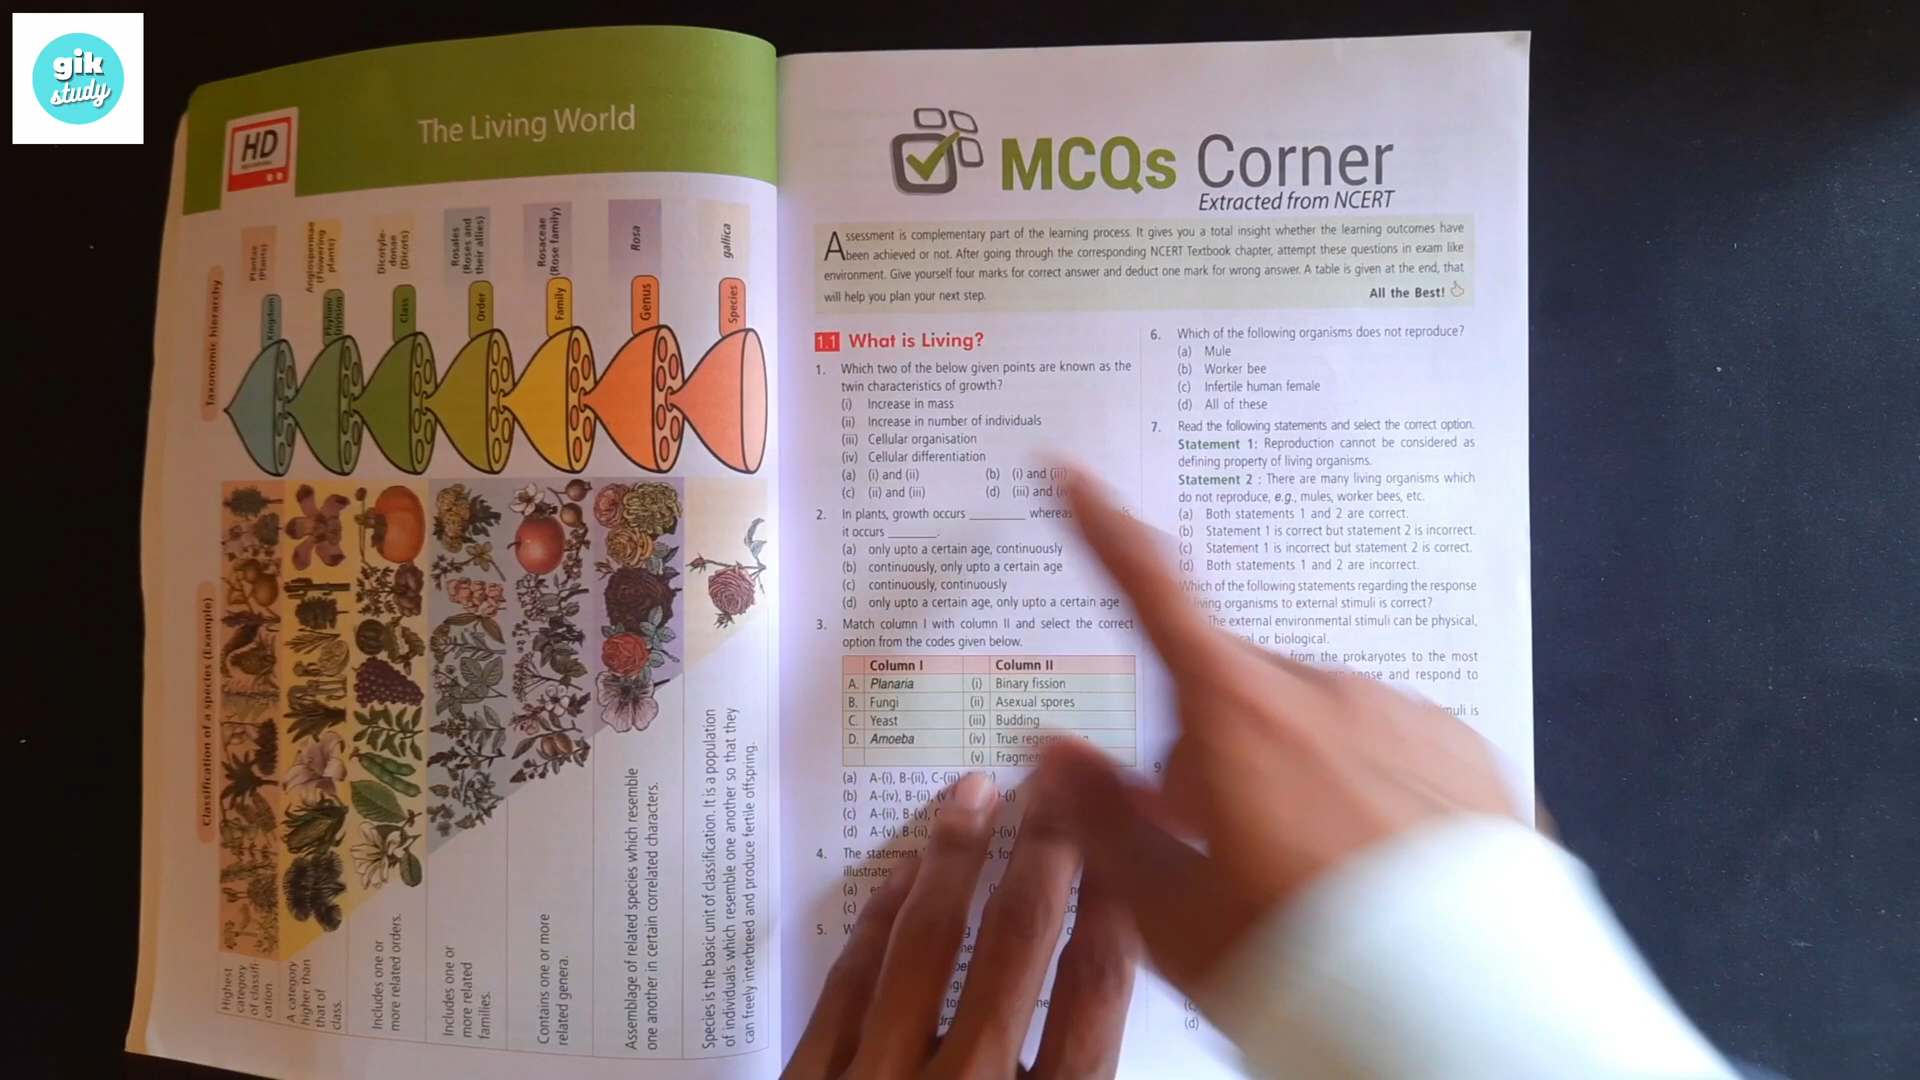 gik
study
HD
The Living World
Taxonomic hierarchy
Kingdom
Plantae
(Plants)
Phylum/
Division
Angiospermae
(Flowering
plants)
Class
Dicotyle-
donae
(Dicots)
Order
Rosales
(Roses and
their allies)
Family
Rosaceae
(Rose family)
Genus
Rosa
Species
gallica
Classification of a species (Example)
Highest
category
of classifi-
cation.
A category
higher than
that of
class.
Includes one or
more related orders.
Includes one or
more related
families.
Contains one or more
related genera.
Assemblage of related species which resemble
one another in certain correlated characters.
Species is the basic unit of classification. It is a population
of individuals which resemble one another so that they
can freely interbreed and produce fertile offspring.
MCQs Corner
Extracted from NCERT
Assessment is complementary part of the learning process. It gives you a total insight whether the learning outcomes have
been achieved or not. After going through the corresponding NCERT Textbook chapter, attempt these questions in exam like
environment. Give yourself four marks for correct answer and deduct one mark for wrong answer. A table is given at the end, that
will help you plan your next step.
All the Best!
1.1 What is Living?
1. Which two of the below given points are known as the
twin characteristics of growth?
(i) Increase in mass
(ii) Increase in number of individuals
(iii) Cellular organisation
(iv) Cellular differentiation
(a) (i) and (ii) (b) (i) and (iii)
(c) (ii) and (iii) (d) (iii) and
2. In plants, growth occurs ________ whereas
it occurs _______.
(a) only upto a certain age, continuously
(b) continuously, only upto a certain age
(c) continuously, continuously
(d) only upto a certain age, only upto a certain age
3. Match column I with column II and select the correct
option from the codes given below.
Column I Column II
A. Planaria (i) Binary fission
B. Fungi (ii) Asexual spores
C. Yeast (iii) Budding
D. Amoeba (iv) True
(v)
(a) A-(i), B-(ii), C-(iii),
(b) A-(iv), B-(ii), -(i)
(c) A-(ii), B-(v),
(d) A-(v), B-(ii), -(iv)
4. The statement
illustrates
(a)
(c)
5.
6. Which of the following organisms does not reproduce?
(a) Mule
(b) Worker bee
(c) Infertile human female
(d) All of these
7. Read the following statements and select the correct option.
Statement 1: Reproduction cannot be considered as
defining property of living organisms.
Statement 2 : There are many living organisms which
do not reproduce, e.g., mules, worker bees, etc.
(a) Both statements 1 and 2 are correct.
(b) Statement 1 is correct but statement 2 is incorrect.
(c) Statement 1 is incorrect but statement 2 is correct.
(d) Both statements 1 and 2 are incorrect.
Which of the following statements regarding the response
living organisms to external stimuli is correct?
The external environmental stimuli can be physical,
or biological.
from the prokaryotes to the most
sense and respond to
is
9
(d)